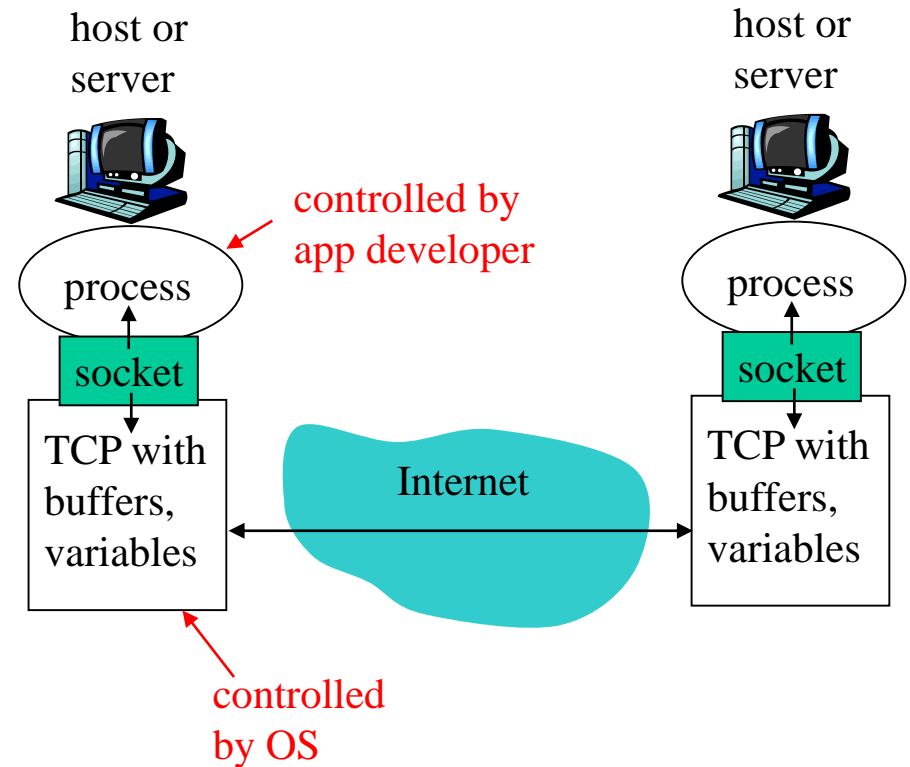 host or
server
host or
server
controlled by
app developer
process
process
socket
socket
TCP with
buffers,
variables
Internet
TCP with
buffers,
variables
controlled
by OS